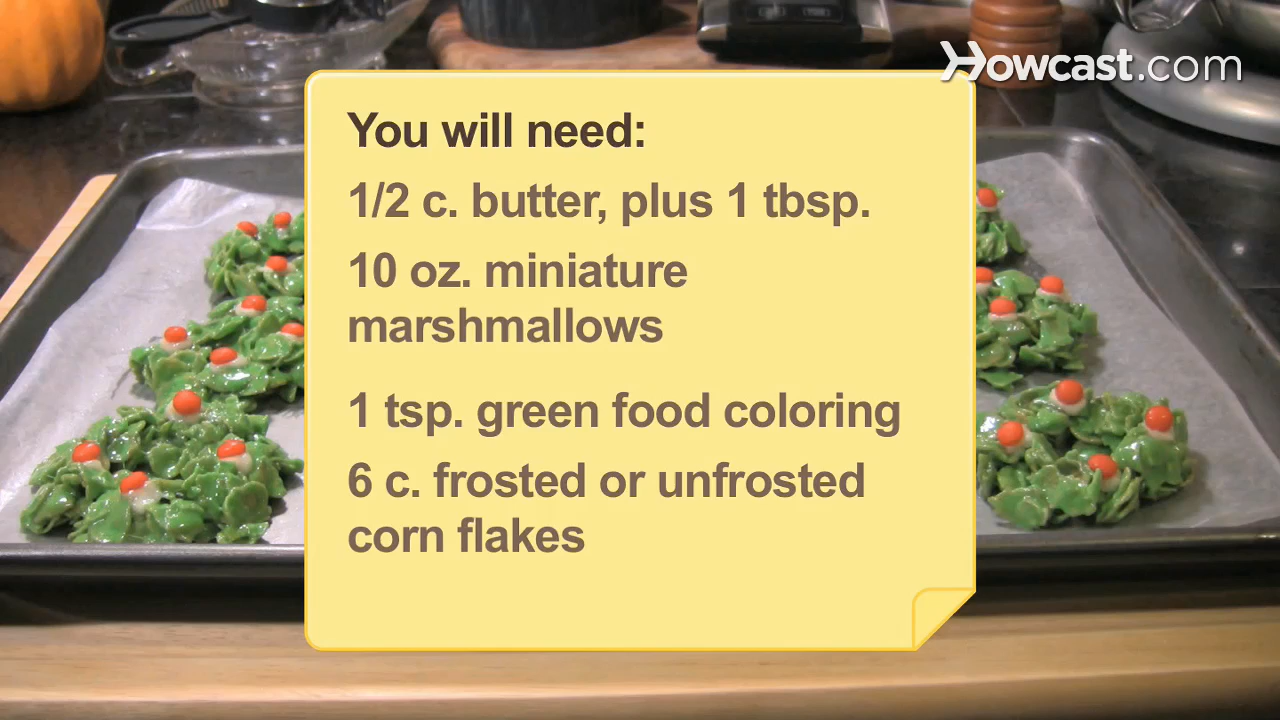 Howcast.com
You will need:
1/2 c. butter, plus 1 tbsp.
10 oz. miniature
marshmallows
1 tsp. green food coloring
6 c. frosted or unfrosted
corn flakes